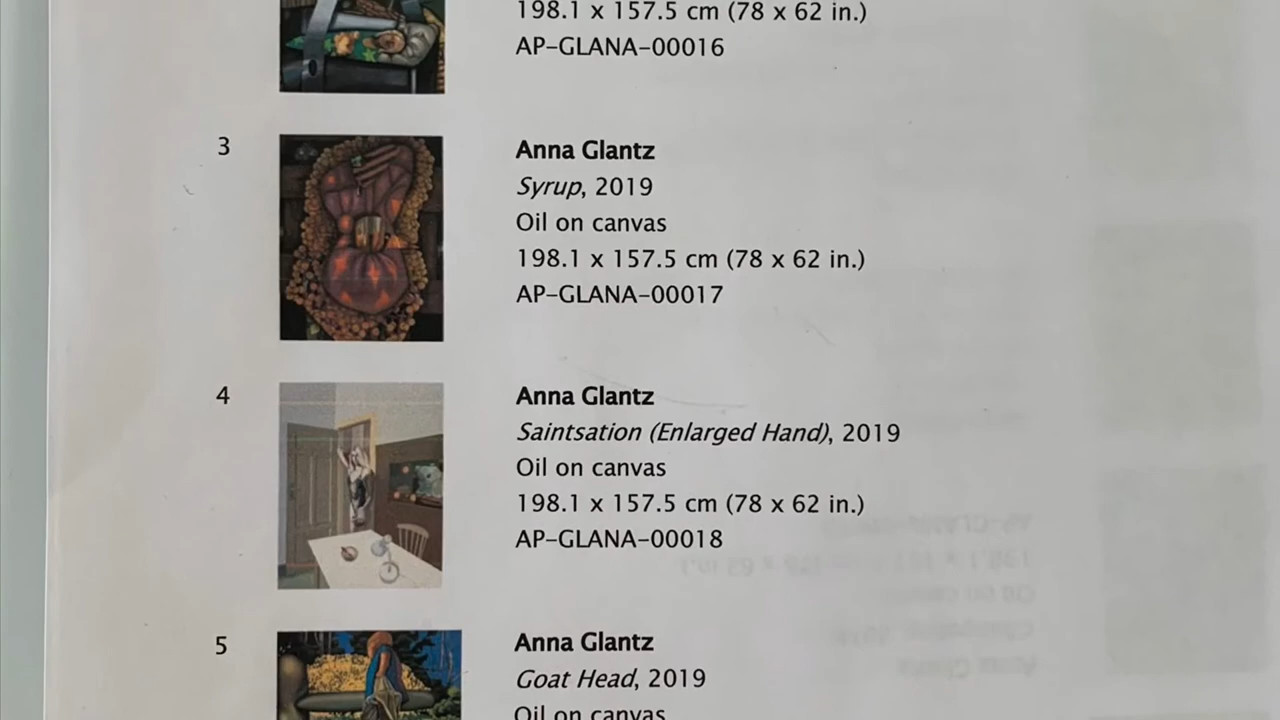 198.1 x 157.5 cm (78 x 62 in.)
AP-GLANA-00016
3
Anna Glantz
Syrup, 2019
Oil on canvas
198.1 x 157.5 cm (78 x 62 in.)
AP-GLANA-00017
4
Anna Glantz
Saintsation (Enlarged Hand), 2019
Oil on canvas
198.1 x 157.5 cm (78 x 62 in.)
AP-GLANA-00018
5
Anna Glantz
Goat Head, 2019
Oil on canvas